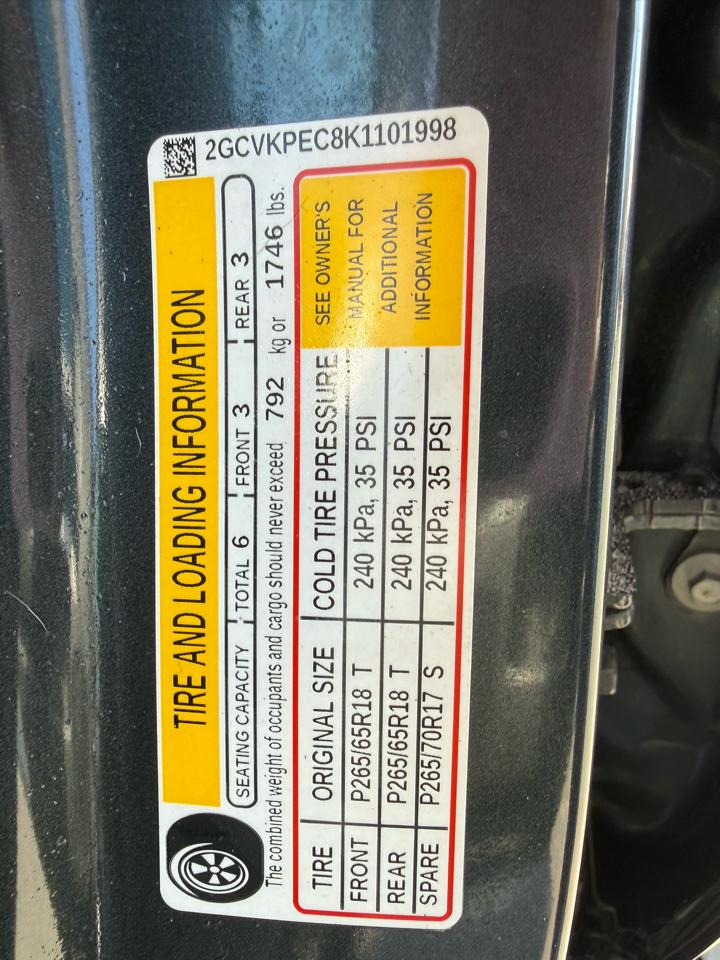 2GCVKPEC8K1101998
TIRE AND LOADING INFORMATION
SEATING CAPACITY TOTAL 6 FRONT 3 REAR 3
The combined weight of occupants and cargo should never exceed 792 kg or 1746 lbs.
TIRE ORIGINAL SIZE COLD TIRE PRESSURE
FRONT P265/65R18 T 240 kPa, 35 PSI
REAR P265/65R18 T 240 kPa, 35 PSI
SPARE P265/70R17 S 240 kPa, 35 PSI
SEE OWNER'S
MANUAL FOR
ADDITIONAL
INFORMATION